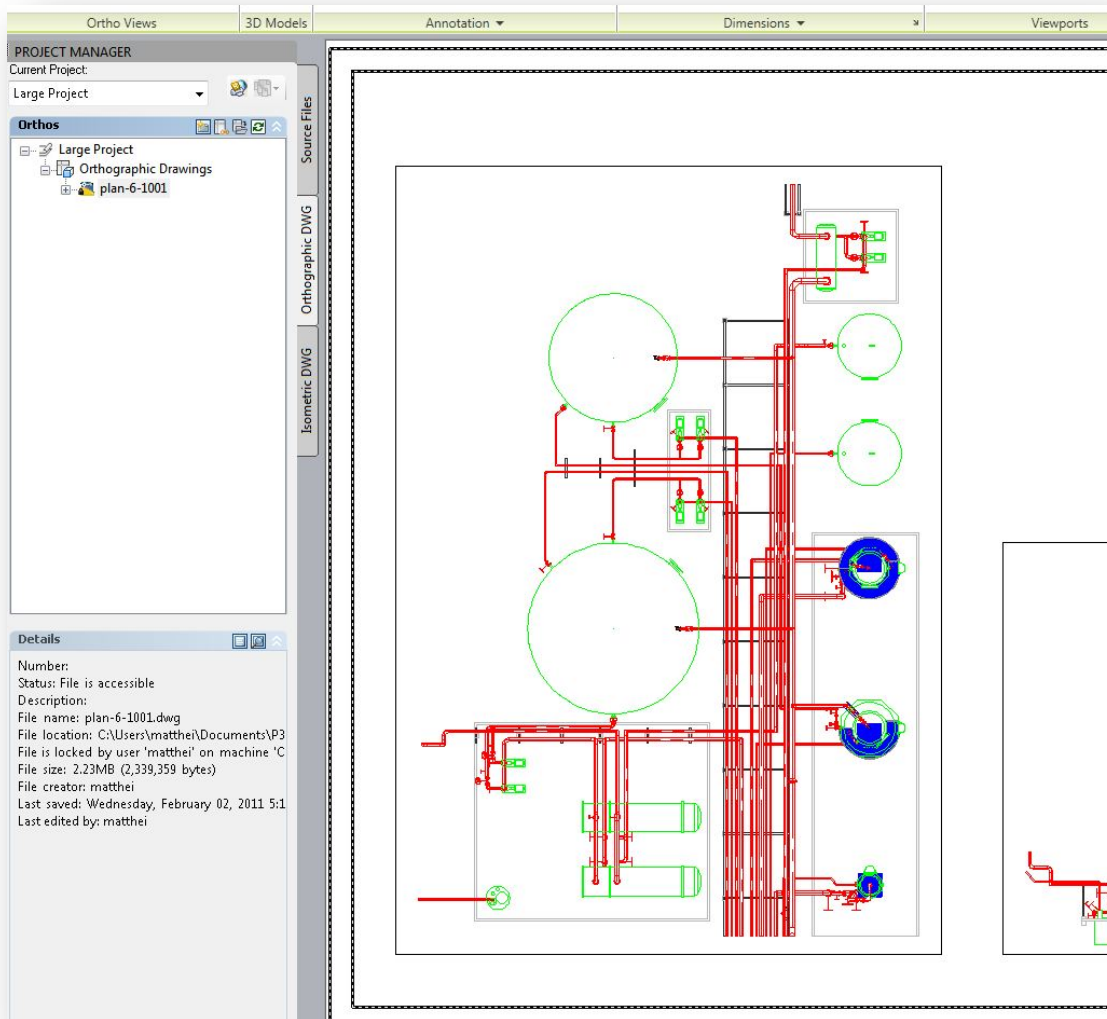 Ortho Views 3D Models Annotation Dimensions Viewports
PROJECT MANAGER
Current Project:
Large Project
Orthos
Large Project
Orthographic Drawings
plan-6-1001
Source Files
Orthographic DWG
Isometric DWG
Details
Number:
Status: File is accessible
Description:
File name: plan-6-1001.dwg
File location: C:\Users\matthei\Documents\P3
File is locked by user 'matthei' on machine 'C
File size: 2.23MB (2,339,359 bytes)
File creator: matthei
Last saved: Wednesday, February 02, 2011 5:1
Last edited by: matthei